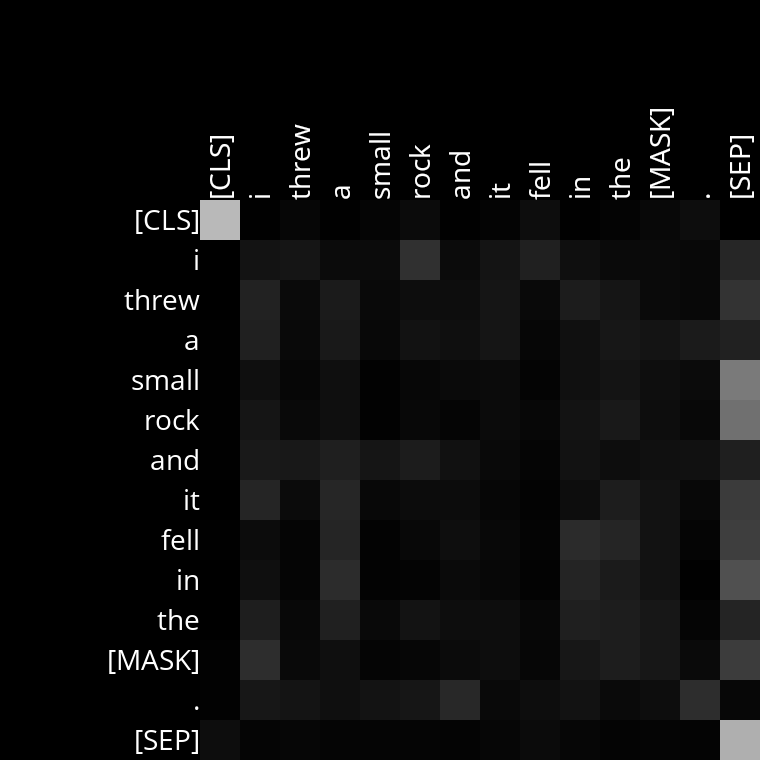 [CLS] i threw a small rock and it fell in the [MASK] . [SEP]
[CLS]
i
threw
a
small
rock
and
it
fell
in
the
[MASK]
.
[SEP]